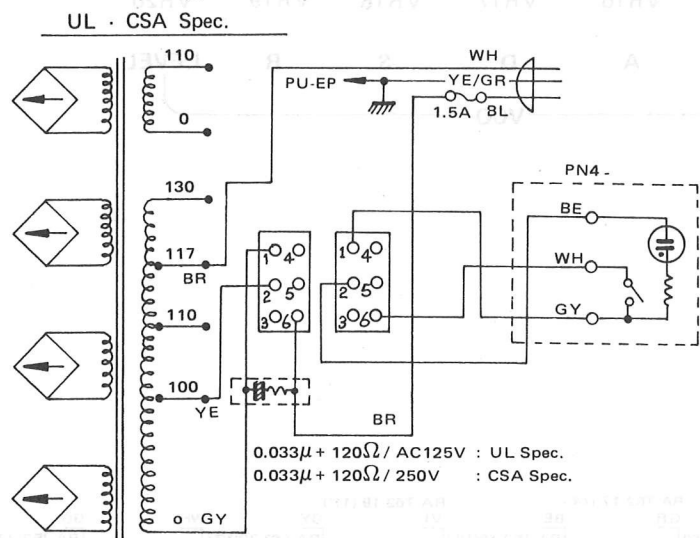 UL · CSA Spec.
110
0
130
117
BR
110
100
YE
o GY
WH
PU-EP
YE/GR
1.5A BL
PN4-
BE
WH
GY
1 4
2 5
3 6
1 4
2 5
3 6
BR
0.033μ + 120Ω / AC125V : UL Spec.
0.033μ + 120Ω / 250V : CSA Spec.